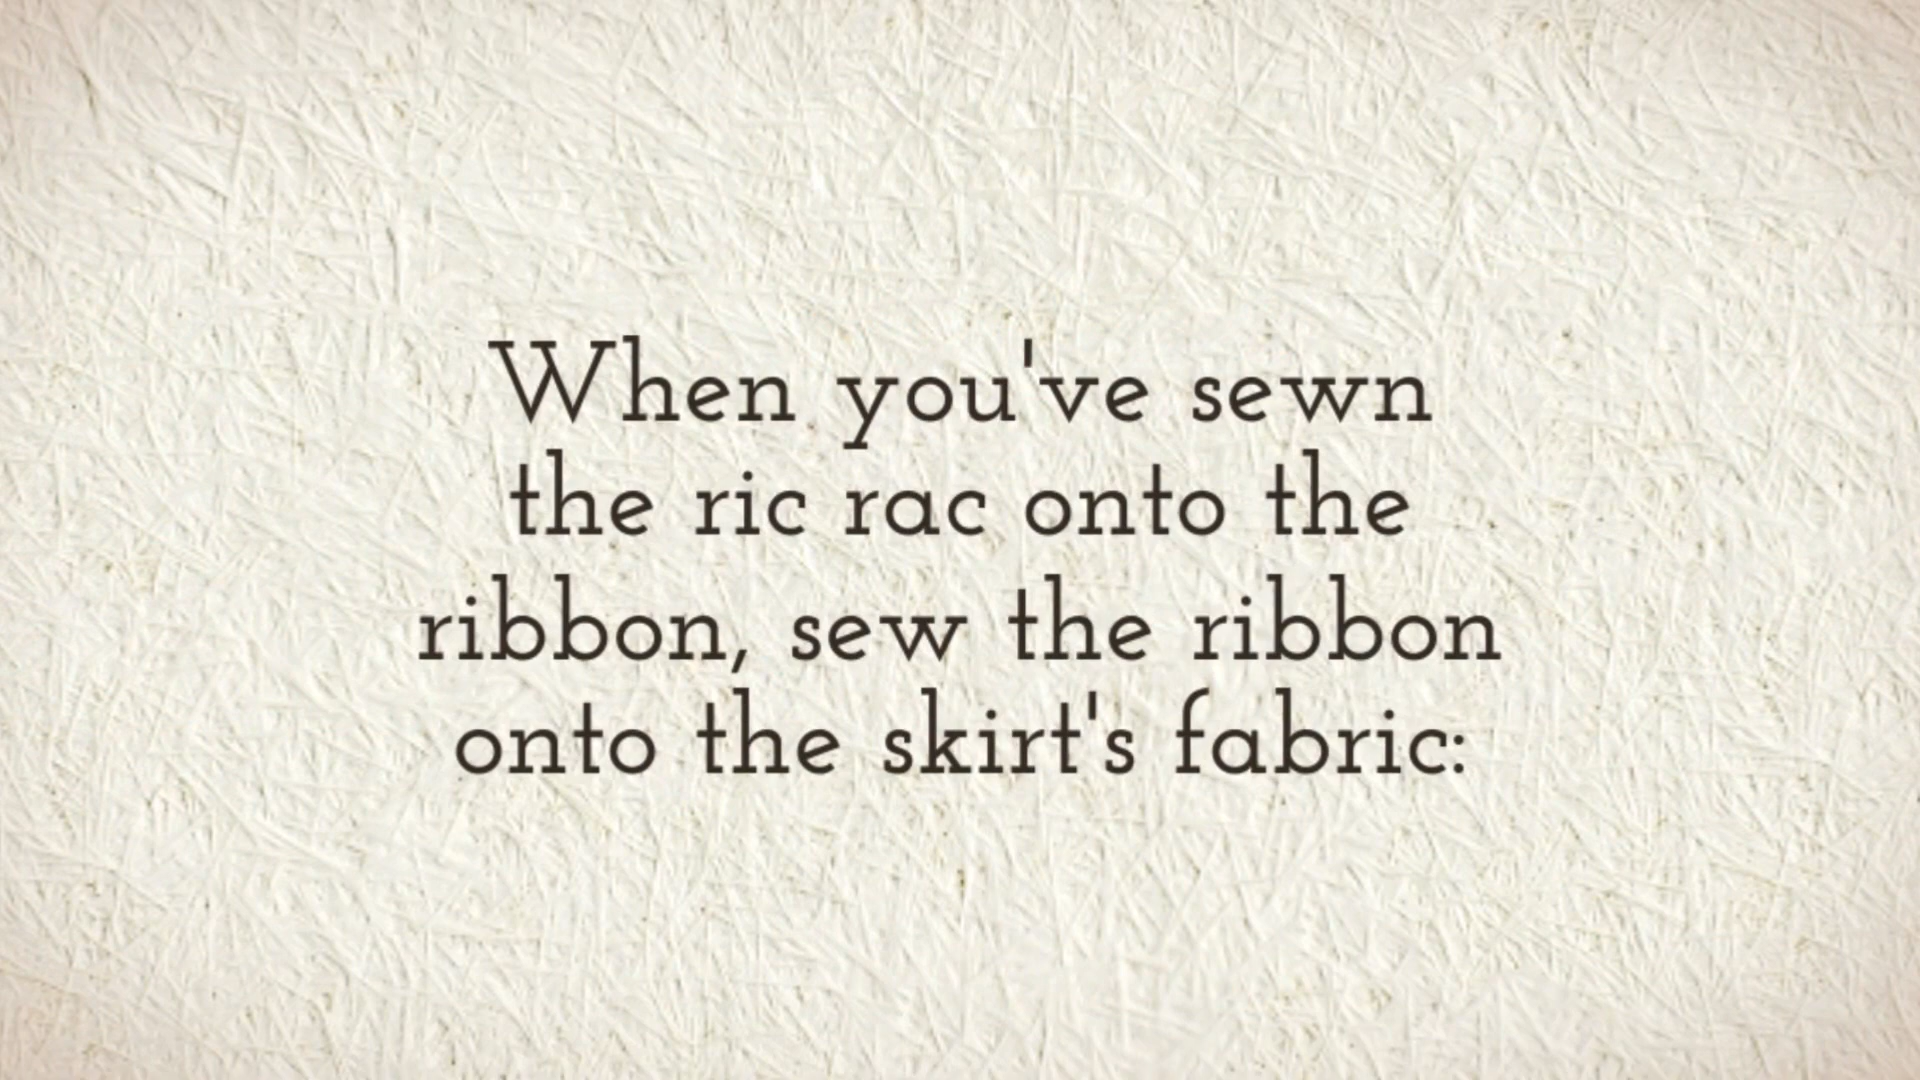 When you've sewn
the ric rac onto the
ribbon, sew the ribbon
onto the skirt's fabric: